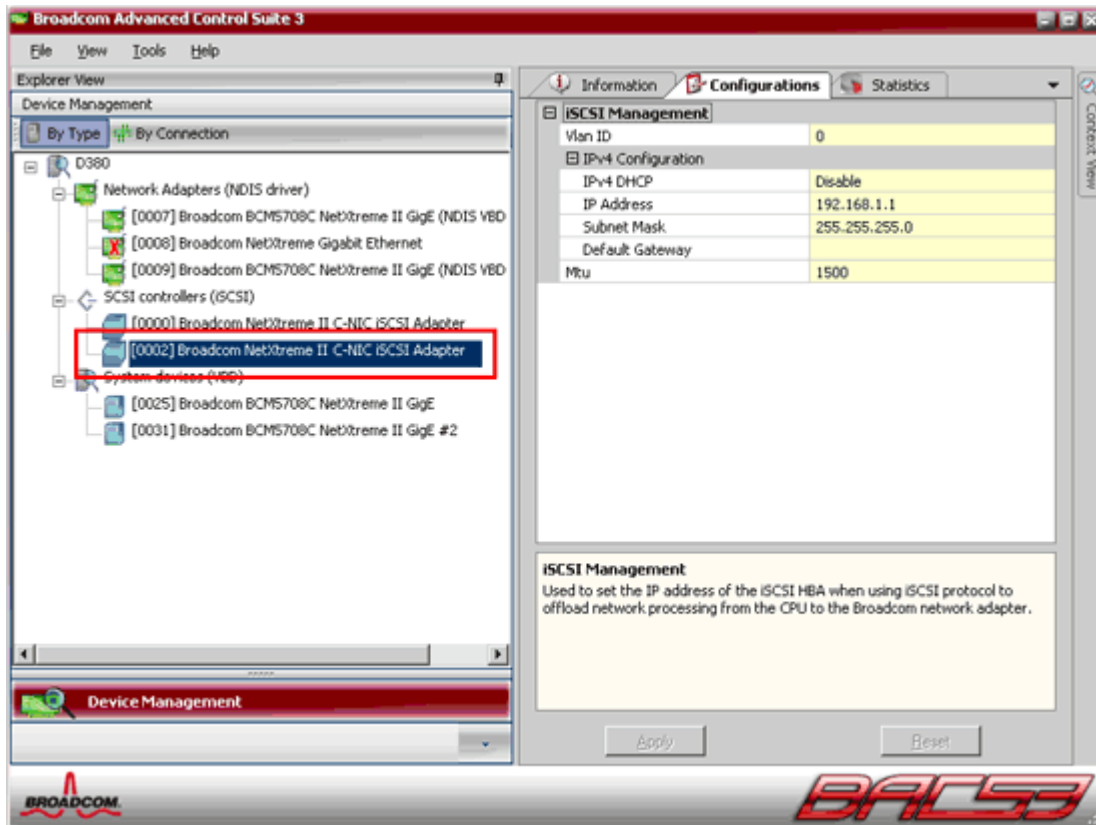 Broadcom Advanced Control Suite 3
File View Tools Help
Explorer View
Device Management
By Type By Connection
D380
Network Adapters (NDIS driver)
[0007] Broadcom BCM5708C NetXtreme II GigE (NDIS VBD
[0008] Broadcom NetXtreme Gigabit Ethernet
[0009] Broadcom BCM5708C NetXtreme II GigE (NDIS VBD
SCSI controllers (iSCSI)
[0000] Broadcom NetXtreme II C-NIC iSCSI Adapter
[0002] Broadcom NetXtreme II C-NIC iSCSI Adapter
System devices (VBD)
[0025] Broadcom BCM5708C NetXtreme II GigE
[0031] Broadcom BCM5708C NetXtreme II GigE #2
Device Management
Information Configurations Statistics
iSCSI Management
Vlan ID 0
IPv4 Configuration
IPv4 DHCP Disable
IP Address 192.168.1.1
Subnet Mask 255.255.255.0
Default Gateway
Mtu 1500
iSCSI Management
Used to set the IP address of the iSCSI HBA when using iSCSI protocol to
offload network processing from the CPU to the Broadcom network adapter.
Apply Reset
Context View
BROADCOM.
BACS3